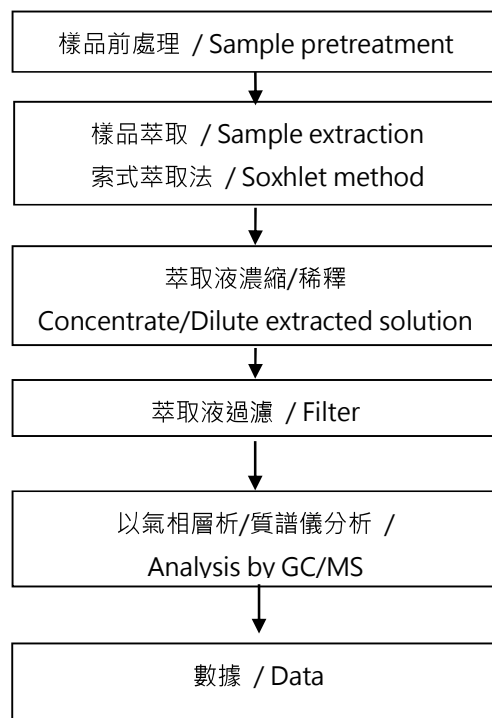 樣品前處理 / Sample pretreatment
樣品萃取 / Sample extraction
索式萃取法 / Soxhlet method
萃取液濃縮/稀釋
Concentrate/Dilute extracted solution
萃取液過濾 / Filter
以氣相層析/質譜儀分析 /
Analysis by GC/MS
數據 / Data